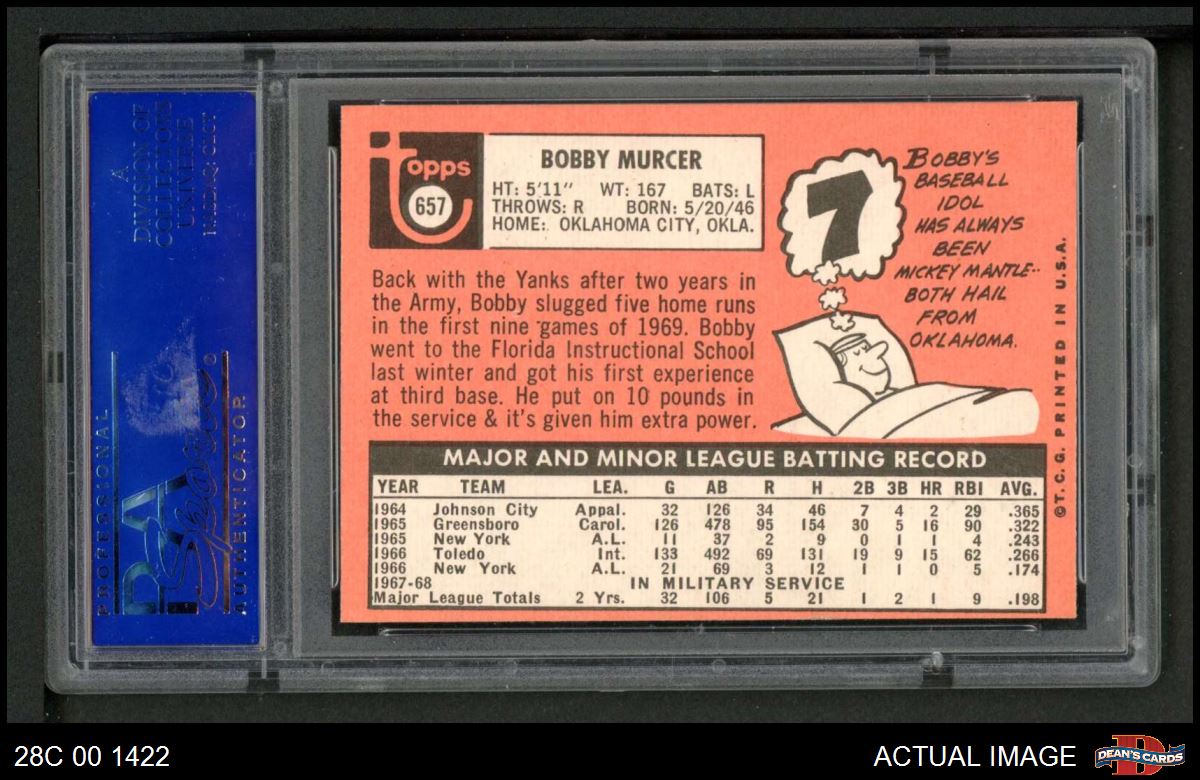 A
DIVISION OF
COLLECTORS
UNIVERSE
NASDAQ: CLCT
PROFESSIONAL
PSA
Sports
AUTHENTICATOR
topps
657
BOBBY MURCER
HT: 5'11" WT: 167 BATS: L
THROWS: R BORN: 5/20/46
HOME: OKLAHOMA CITY, OKLA.
7
BOBBY'S
BASEBALL
IDOL
HAS ALWAYS
BEEN
MICKEY MANTLE--
BOTH HAIL
FROM
OKLAHOMA.
Back with the Yanks after two years in
the Army, Bobby slugged five home runs
in the first nine games of 1969. Bobby
went to the Florida Instructional School
last winter and got his first experience
at third base. He put on 10 pounds in
the service & it's given him extra power.
MAJOR AND MINOR LEAGUE BATTING RECORD
YEAR TEAM LEA. G AB R H 2B 3B HR RBI AVG.
1964 Johnson City Appal. 32 126 34 46 7 4 2 29 .365
1965 Greensboro Carol. 126 478 95 154 30 5 16 90 .322
1965 New York A.L. 11 37 2 9 0 1 1 4 .243
1966 Toledo Int. 133 492 69 131 19 9 15 62 .266
1966 New York A.L. 21 69 3 12 1 1 0 5 .174
1967-68 IN MILITARY SERVICE
Major League Totals 2 Yrs. 32 106 5 21 1 2 1 9 .198
©T.C.G. PRINTED IN U.S.A.
28C 00 1422
ACTUAL IMAGE
D
DEAN'S CARDS